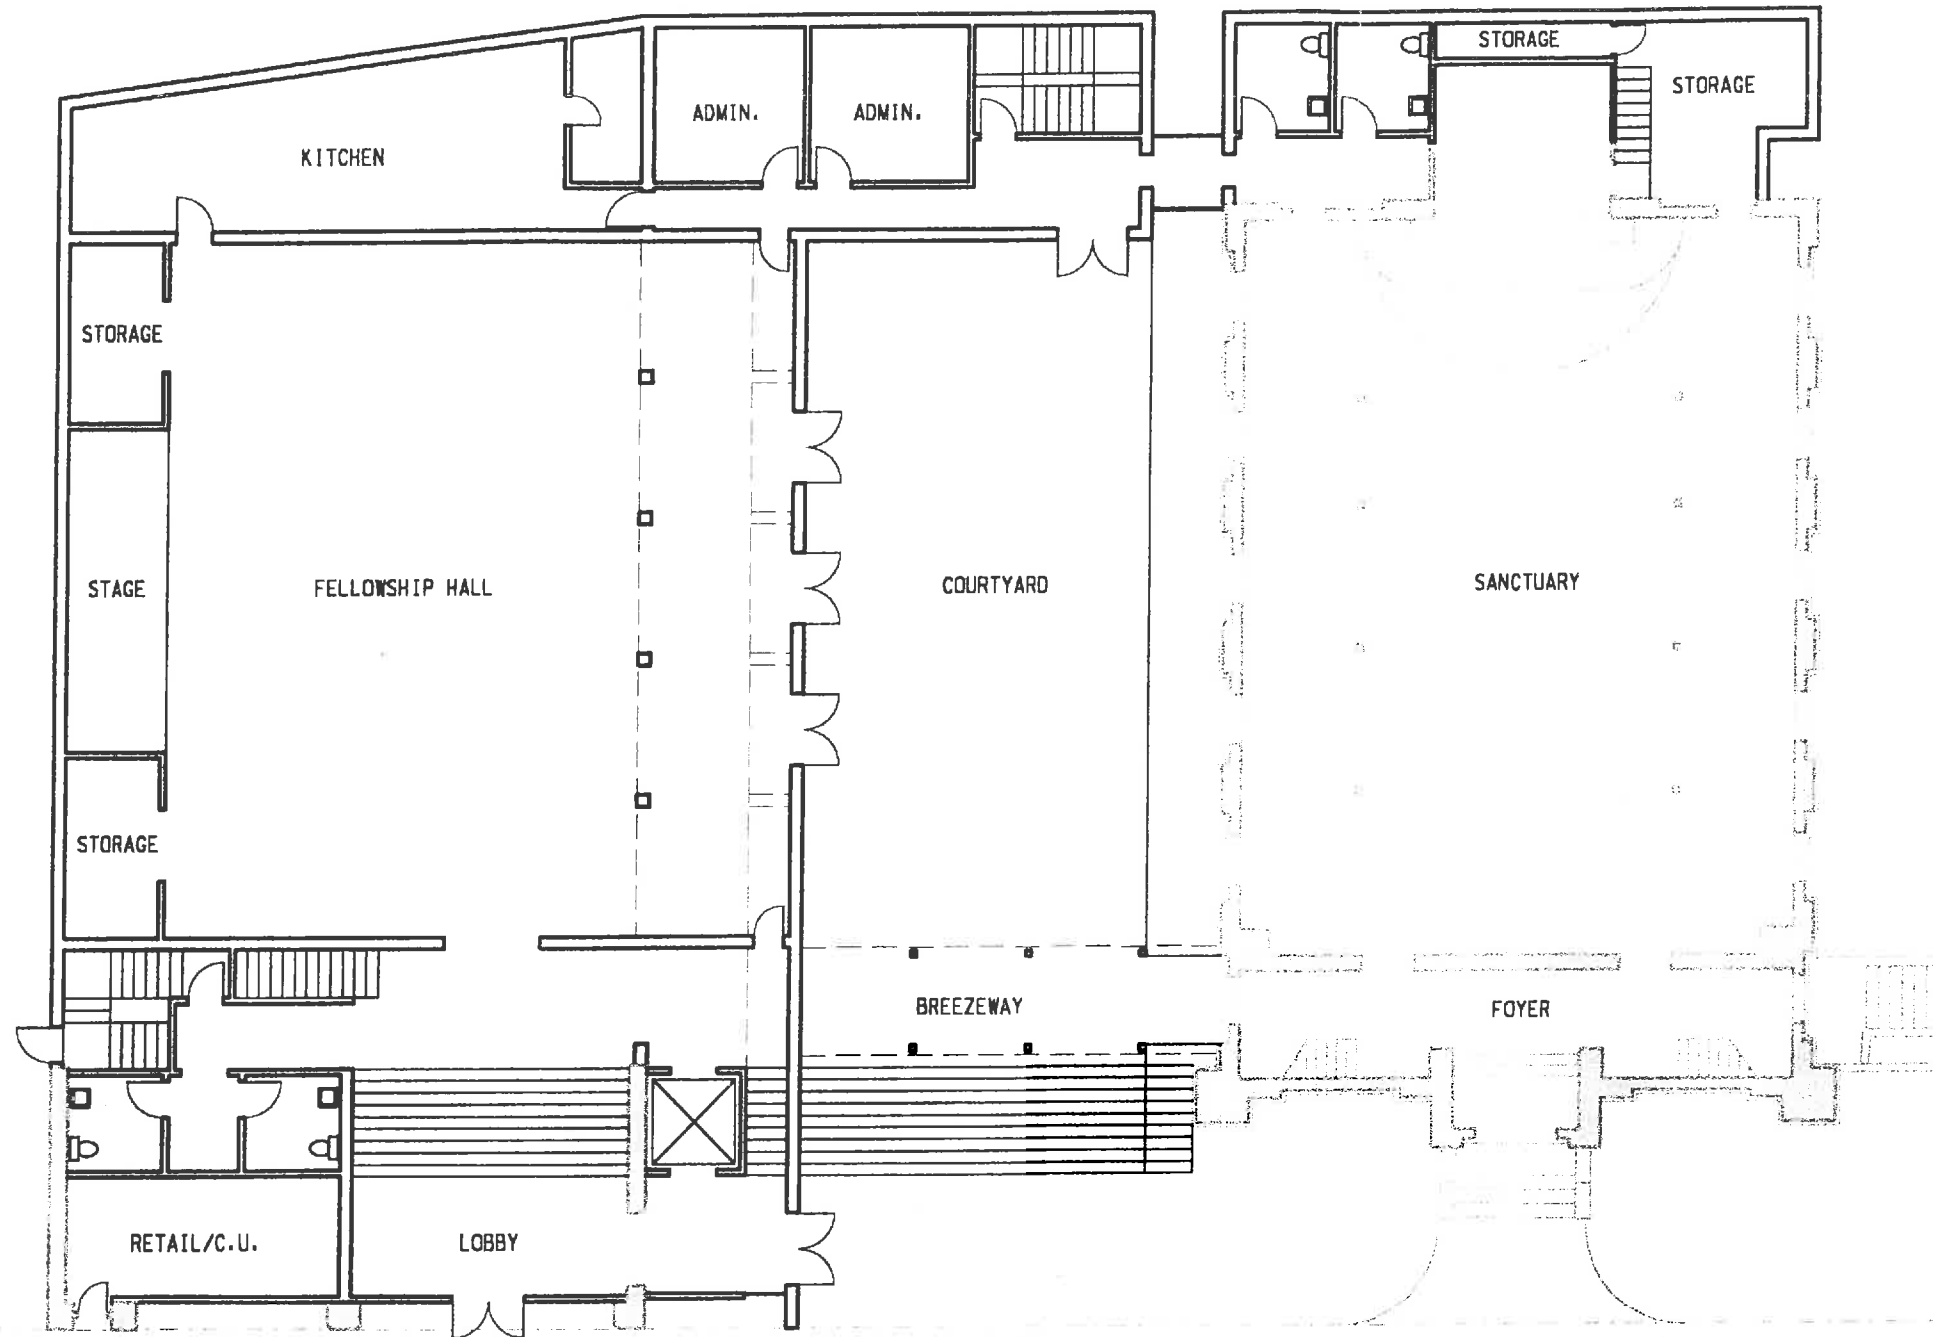 STORAGE
STORAGE
ADMIN.
ADMIN.
KITCHEN
STORAGE
STAGE
FELLOWSHIP HALL
COURTYARD
SANCTUARY
STORAGE
BREEZEWAY
FOYER
RETAIL/C.U.
LOBBY